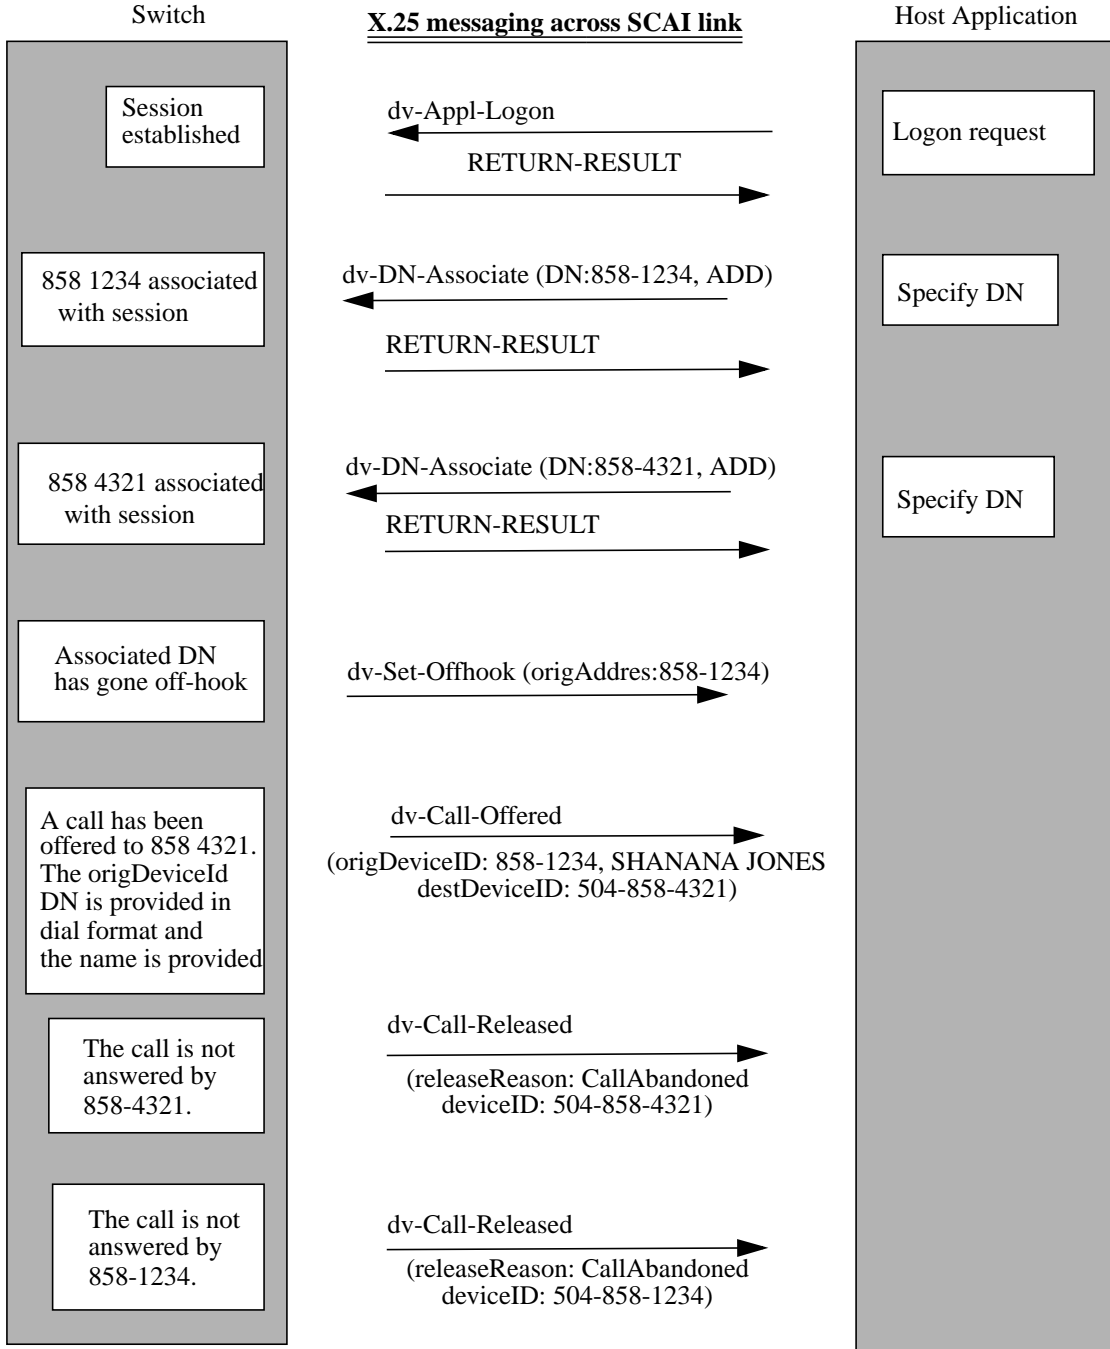 Switch
X.25 messaging across SCAI link
Host Application
Session
established
dv-Appl-Logon
RETURN-RESULT
Logon request
858 1234 associated
with session
dv-DN-Associate (DN:858-1234, ADD)
RETURN-RESULT
Specify DN
858 4321 associated
with session
dv-DN-Associate (DN:858-4321, ADD)
RETURN-RESULT
Specify DN
Associated DN
has gone off-hook
dv-Set-Offhook (origAddres:858-1234)
A call has been
offered to 858 4321.
The origDeviceId
DN is provided in
dial format and
the name is provided
dv-Call-Offered
(origDeviceID: 858-1234, SHANANA JONES
destDeviceID: 504-858-4321)
The call is not
answered by
858-4321.
dv-Call-Released
(releaseReason: CallAbandoned
deviceID: 504-858-4321)
The call is not
answered by
858-1234.
dv-Call-Released
(releaseReason: CallAbandoned
deviceID: 504-858-1234)